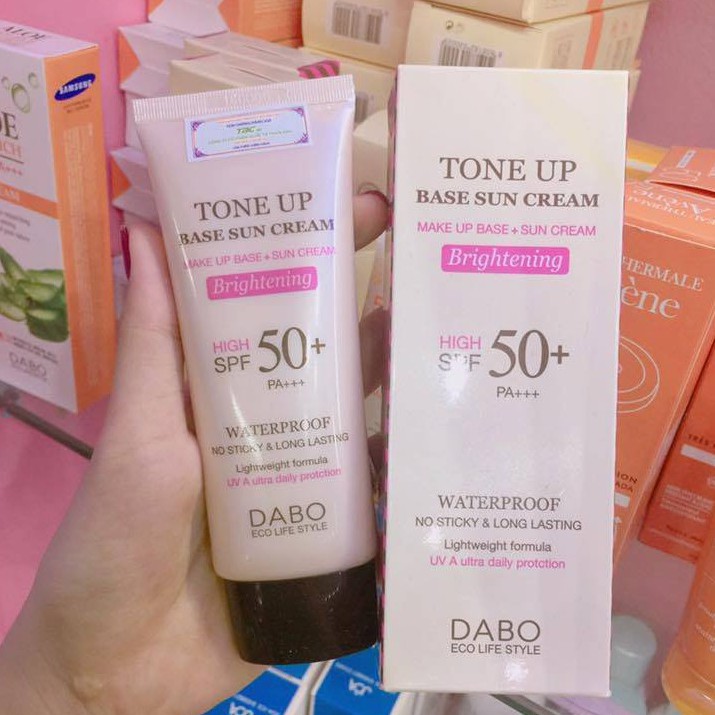 TONE UP
BASE SUN CREAM
MAKE UP BASE + SUN CREAM
Brightening
HIGH
SPF 50+
PA+++
WATERPROOF
NO STICKY & LONG LASTING
Lightweight formula
UV A ultra daily protction
DABO
ECO LIFE STYLE
TONE UP
BASE SUN CREAM
MAKE UP BASE + SUN CREAM
Brightening
HIGH
SPF 50+
PA+++
WATERPROOF
NO STICKY & LONG LASTING
Lightweight formula
UV A ultra daily protction
DABO
ECO LIFE STYLE
SAMSUNG
DABO
HERMALE
ène